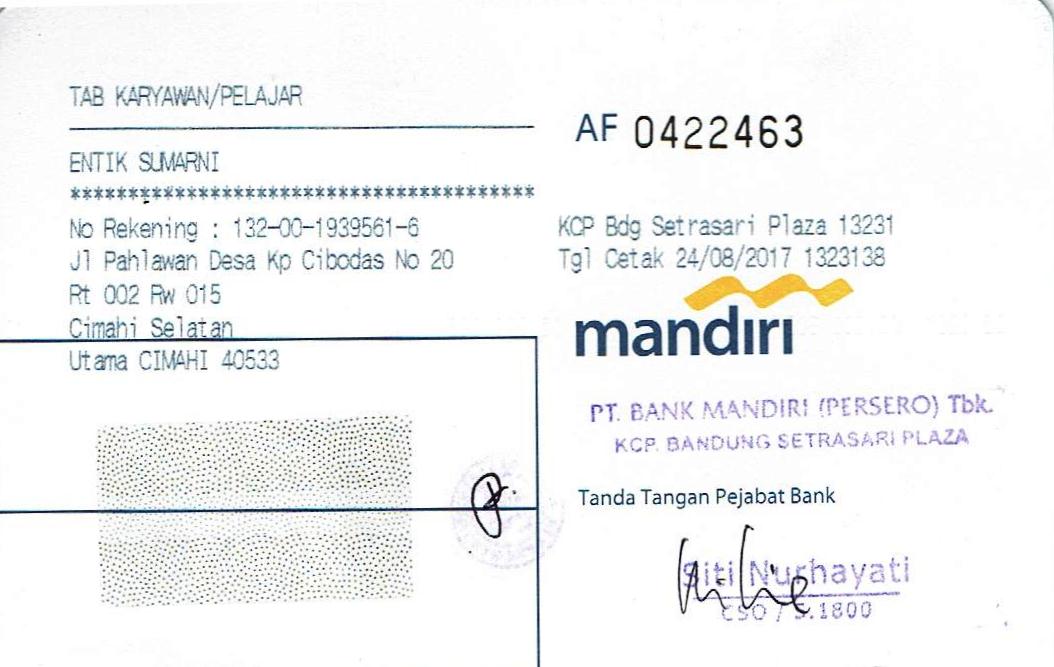 TAB KARYAWAN/PELAJAR
AF 0422463
ENTIK SUMARNI
****************************************
No Rekening : 132-00-1939561-6
Jl Pahlawan Desa Kp Cibodas No 20
Rt 002 Rw 015
Cimahi Selatan
Utama CIMAHI 40533
KCP Bdg Setrasari Plaza 13231
Tgl Cetak 24/08/2017 1323138
mandiri
PT. BANK MANDIRI (PERSERO) Tbk.
KCP. BANDUNG SETRASARI PLAZA
Tanda Tangan Pejabat Bank
Siti Nurhayati
CSO / S.1800